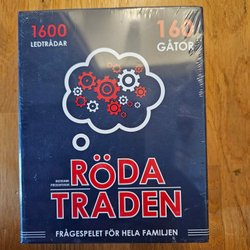 1600
LEDTRÅDAR
160
GÅTOR
RÖDA
TRÅDEN
FRÅGESPELET FÖR HELA FAMILJEN